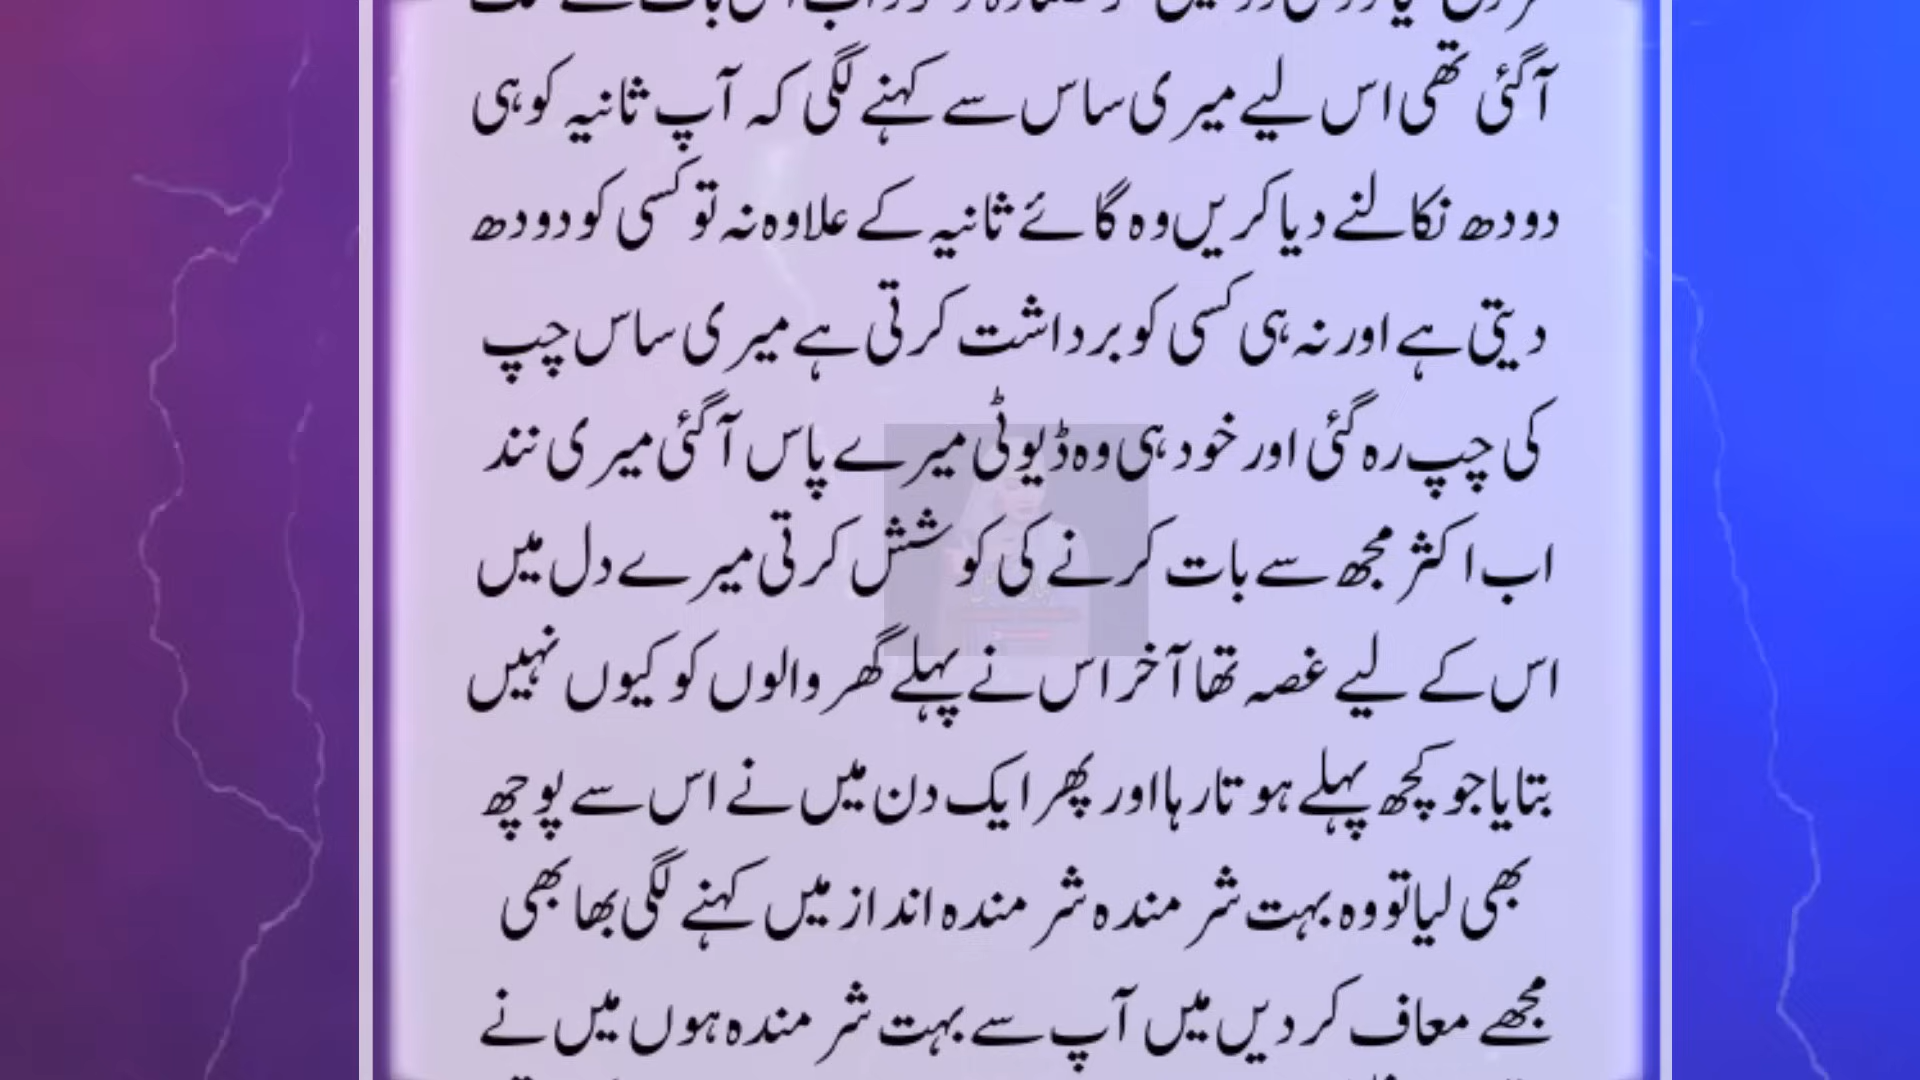 آگئی تھی اس لیے میری ساس سے کہنے لگی کہ آپ ثانیہ کو ہی
دودھ نکالنے دیا کریں وہ گائے ثانیہ کے علاوہ نہ تو کسی کو دودھ
دیتی ہے اور نہ ہی کسی کو برداشت کرتی ہے میری ساس چپ
کی چپ رہ گئی اور خود ہی وہ ڈیوٹی میرے پاس آگئی میری نند
اب اکثر مجھ سے بات کرنے کی کوشش کرتی میرے دل میں
اس کے لیے غصہ تھا آخر اس نے پہلے گھر والوں کو کیوں نہیں
بتایا جو کچھ پہلے ہوتا رہا اور پھر ایک دن میں نے اس سے پوچھ
بھی لیا تو وہ بہت شرمندہ شرمندہ انداز میں کہنے لگی بھابھی
مجھے معاف کر دیں میں آپ سے بہت شرمندہ ہوں میں نے